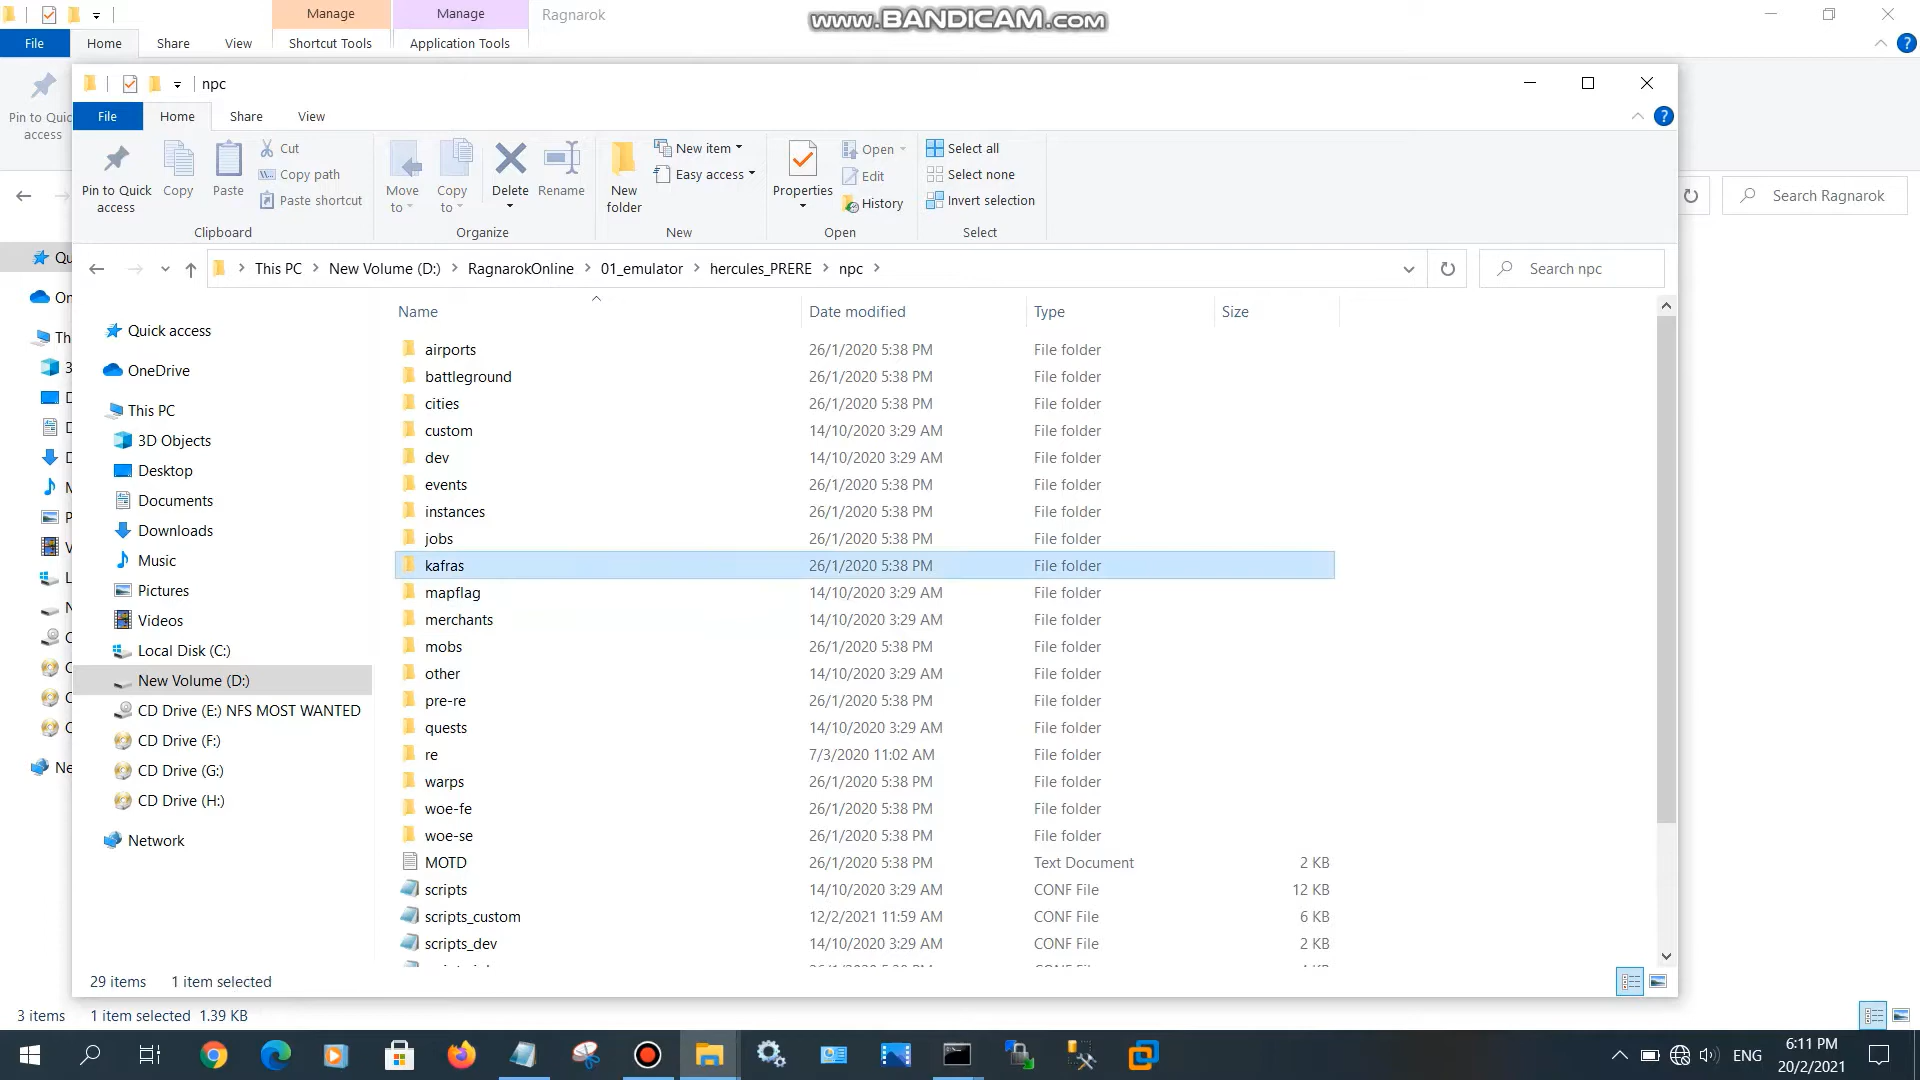 Manage
Manage
Ragnarok
www.BANDICAM.com
File
Home
Share
View
Shortcut Tools
Application Tools
Pin to Quic
access
npc
File
Home
Share
View
Pin to Quick
access
Copy
Paste
Cut
Copy path
Paste shortcut
Clipboard
Move
to
Copy
to
Delete
Rename
Organize
New
folder
New item
Easy access
New
Properties
Open
Edit
History
Open
Select all
Select none
Invert selection
Select
This PC
New Volume (D:)
RagnarokOnline
01_emulator
hercules_PRERE
npc
Search npc
Search Ragnarok
Quick access
OneDrive
This PC
3D Objects
Desktop
Documents
Downloads
Music
Pictures
Videos
Local Disk (C:)
New Volume (D:)
CD Drive (E:) NFS MOST WANTED
CD Drive (F:)
CD Drive (G:)
CD Drive (H:)
Network
Name Date modified Type Size
airports 26/1/2020 5:38 PM File folder
battleground 26/1/2020 5:38 PM File folder
cities 26/1/2020 5:38 PM File folder
custom 14/10/2020 3:29 AM File folder
dev 14/10/2020 3:29 AM File folder
events 26/1/2020 5:38 PM File folder
instances 26/1/2020 5:38 PM File folder
jobs 26/1/2020 5:38 PM File folder
kafras 26/1/2020 5:38 PM File folder
mapflag 14/10/2020 3:29 AM File folder
merchants 14/10/2020 3:29 AM File folder
mobs 26/1/2020 5:38 PM File folder
other 14/10/2020 3:29 AM File folder
pre-re 26/1/2020 5:38 PM File folder
quests 14/10/2020 3:29 AM File folder
re 7/3/2020 11:02 AM File folder
warps 26/1/2020 5:38 PM File folder
woe-fe 26/1/2020 5:38 PM File folder
woe-se 26/1/2020 5:38 PM File folder
MOTD 26/1/2020 5:38 PM Text Document 2 KB
scripts 14/10/2020 3:29 AM CONF File 12 KB
scripts_custom 12/2/2021 11:59 AM CONF File 6 KB
scripts_dev 14/10/2020 3:29 AM CONF File 2 KB
29 items 1 item selected
3 items 1 item selected 1.39 KB
ENG
6:11 PM
20/2/2021